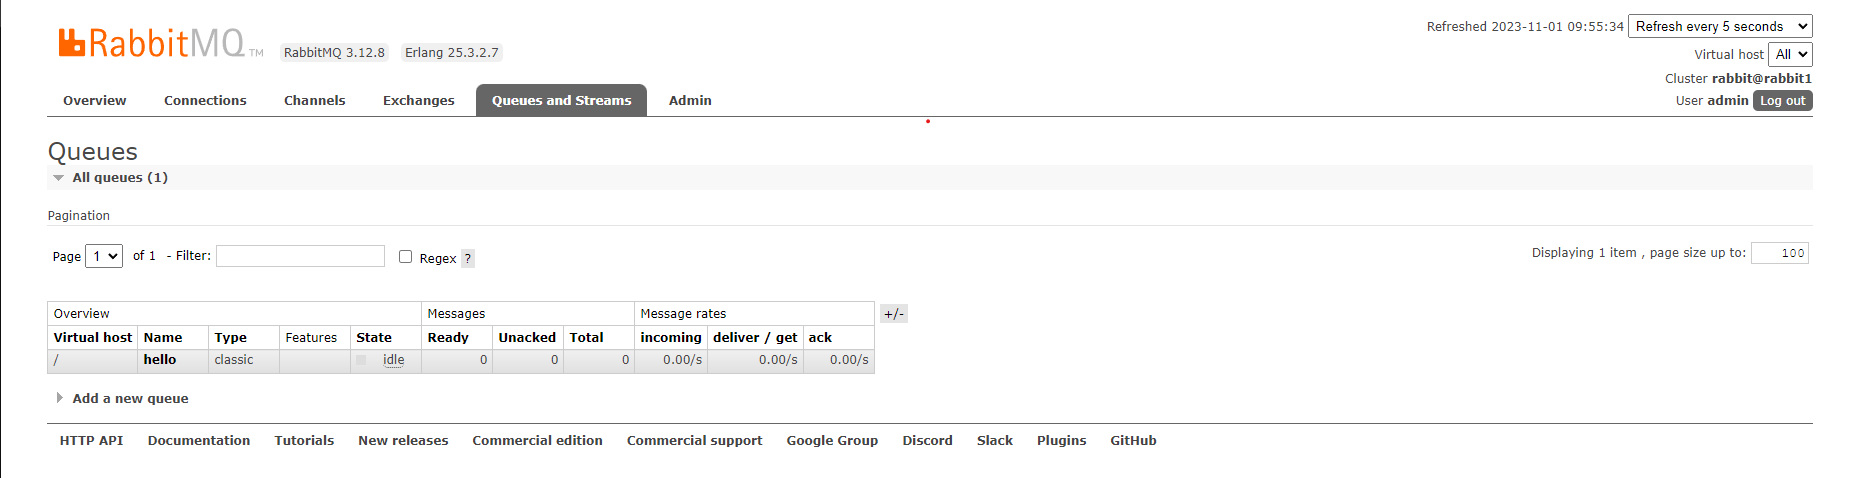 RabbitMQ TM RabbitMQ 3.12.8 Erlang 25.3.2.7
Refreshed 2023-11-01 09:55:34 Refresh every 5 seconds
Virtual host All
Cluster rabbit@rabbit1
User admin Log out
Overview Connections Channels Exchanges Queues and Streams Admin
Queues
All queues (1)
Pagination
Page 1 of 1 - Filter: Regex ?
Displaying 1 item , page size up to: 100
Overview Messages Message rates +/-
Virtual host Name Type Features State Ready Unacked Total incoming deliver / get ack
/ hello classic idle 0 0 0 0.00/s 0.00/s 0.00/s
Add a new queue
HTTP API Documentation Tutorials New releases Commercial edition Commercial support Google Group Discord Slack Plugins GitHub